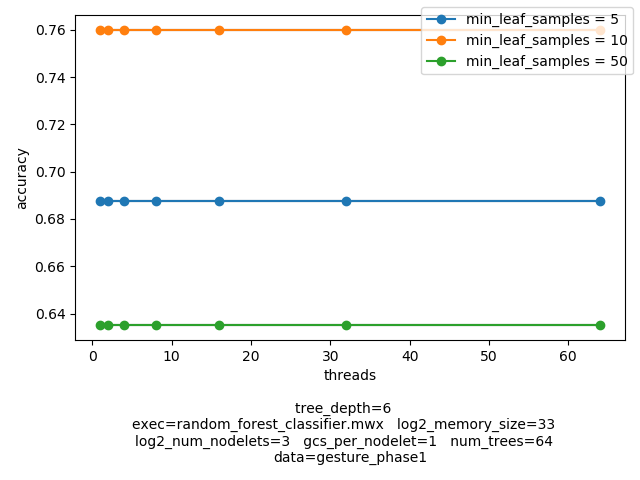 min_leaf_samples = 5
min_leaf_samples = 10
min_leaf_samples = 50
0.76
0.74
0.72
0.70
0.68
0.66
0.64
accuracy
0 10 20 30 40 50 60
threads
tree_depth=6
exec=random_forest_classifier.mwx log2_memory_size=33
log2_num_nodelets=3 gcs_per_nodelet=1 num_trees=64
data=gesture_phase1